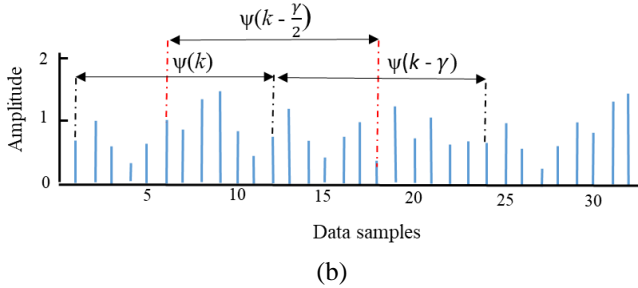 ψ(k - γ/2)
ψ(k)
ψ(k - γ)
Amplitude
2
1
0
5 10 15 20 25 30
Data samples
(b)